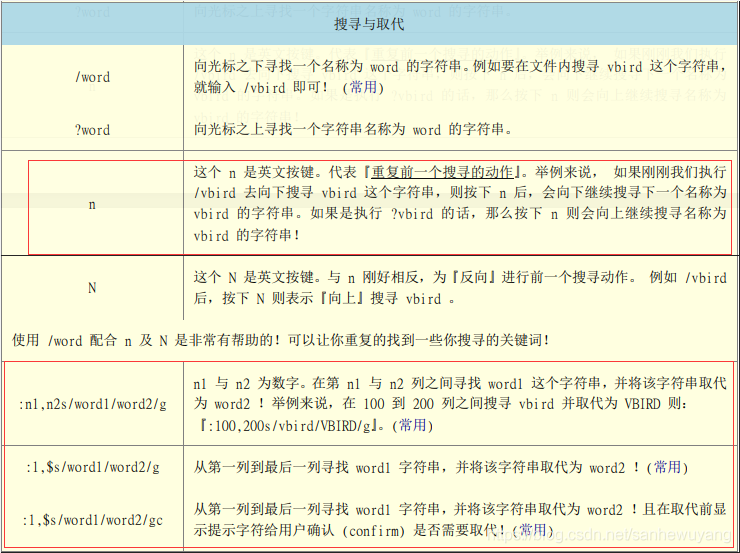 搜寻与取代
/word
向光标之下寻找一个名称为 word 的字符串。例如要在文件内搜寻 vbird 这个字符串，
就输入 /vbird 即可！ (常用)
?word
向光标之上寻找一个字符串名称为 word 的字符串。
n
这个 n 是英文按键。代表『重复前一个搜寻的动作』。举例来说， 如果刚刚我们执行
/vbird 去向下搜寻 vbird 这个字符串，则按下 n 后，会向下继续搜寻下一个名称为
vbird 的字符串。如果是执行 ?vbird 的话，那么按下 n 则会向上继续搜寻名称为
vbird 的字符串！
N
这个 N 是英文按键。与 n 刚好相反，为『反向』进行前一个搜寻动作。 例如 /vbird
后，按下 N 则表示『向上』搜寻 vbird 。
使用 /word 配合 n 及 N 是非常有帮助的！可以让你重复的找到一些你搜寻的关键词！
:n1,n2s/word1/word2/g
n1 与 n2 为数字。在第 n1 与 n2 列之间寻找 word1 这个字符串，并将该字符串取代
为 word2 ！举例来说，在 100 到 200 列之间搜寻 vbird 并取代为 VBIRD 则：
『:100,200s/vbird/VBIRD/g』。(常用)
:1,$s/word1/word2/g
从第一列到最后一列寻找 word1 字符串，并将该字符串取代为 word2 ！(常用)
:1,$s/word1/word2/gc
从第一列到最后一列寻找 word1 字符串，并将该字符串取代为 word2 ！且在取代前显
示提示字符给用户确认 (confirm) 是否需要取代！(常用)
https://blog.csdn.net/sanhewuyang